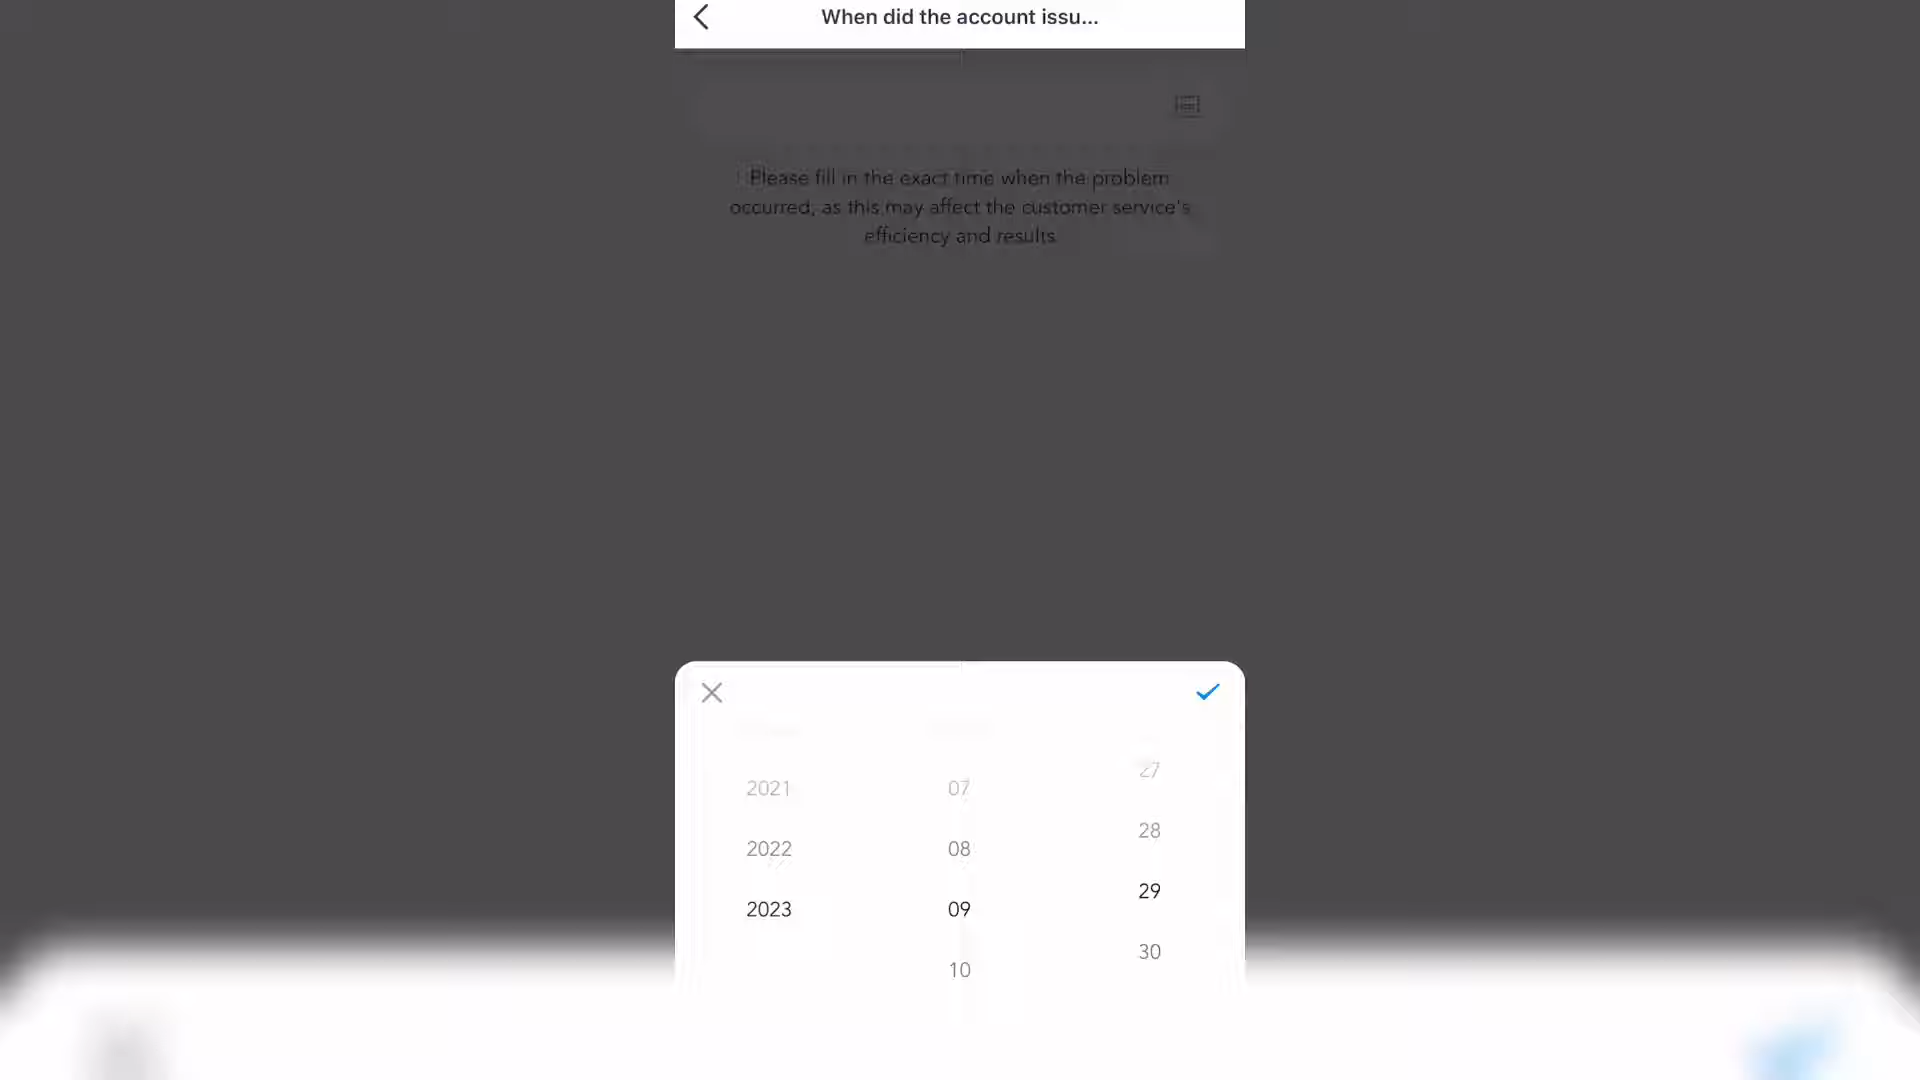 When did the account issu...
Please fill in the exact time when the problem
occurred, as this may affect the customer service's
efficiency and results
2021 07 27
2022 08 28
2023 09 29
10 30